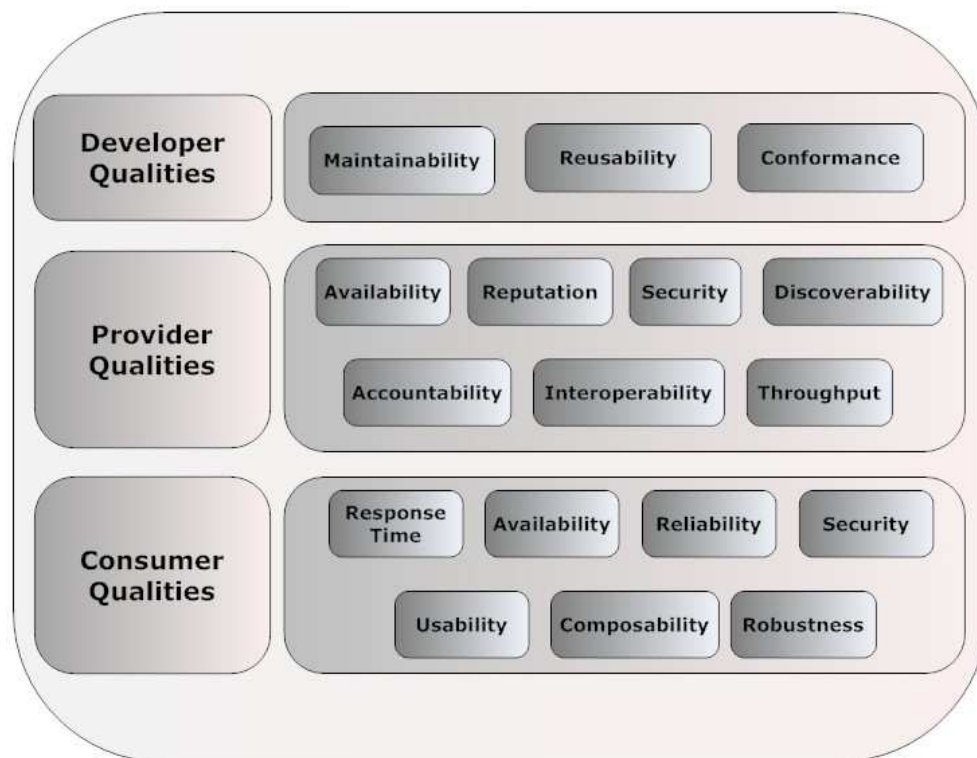 Developer
Qualities
Maintainability
Reusability
Conformance
Provider
Qualities
Availability
Reputation
Security
Discoverability
Accountability
Interoperability
Throughput
Consumer
Qualities
Response
Time
Availability
Reliability
Security
Usability
Composability
Robustness